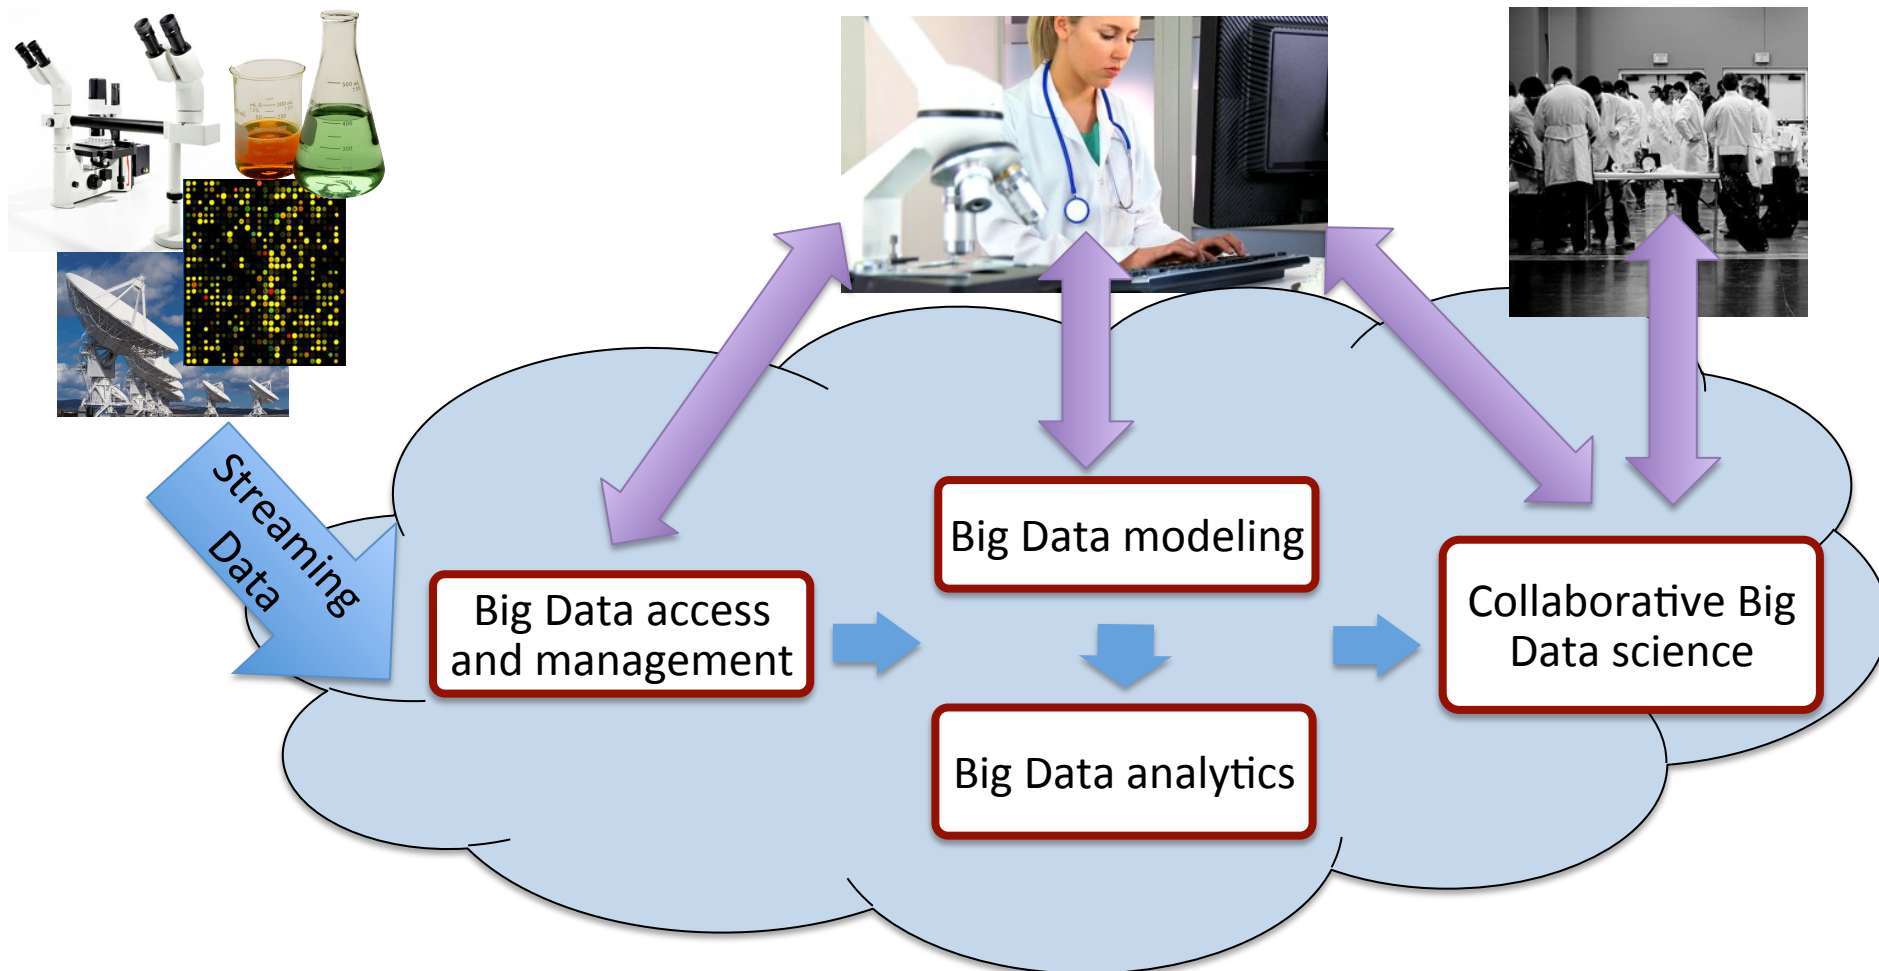 Streaming
Data
Big Data access
and management
Big Data modeling
Big Data analytics
Collaborative Big
Data science